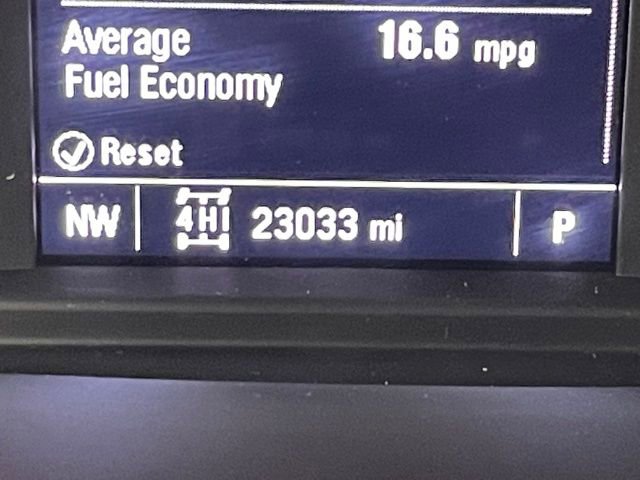 Average 16.6 mpg
Fuel Economy
Reset
NW 4HI 23033 mi P